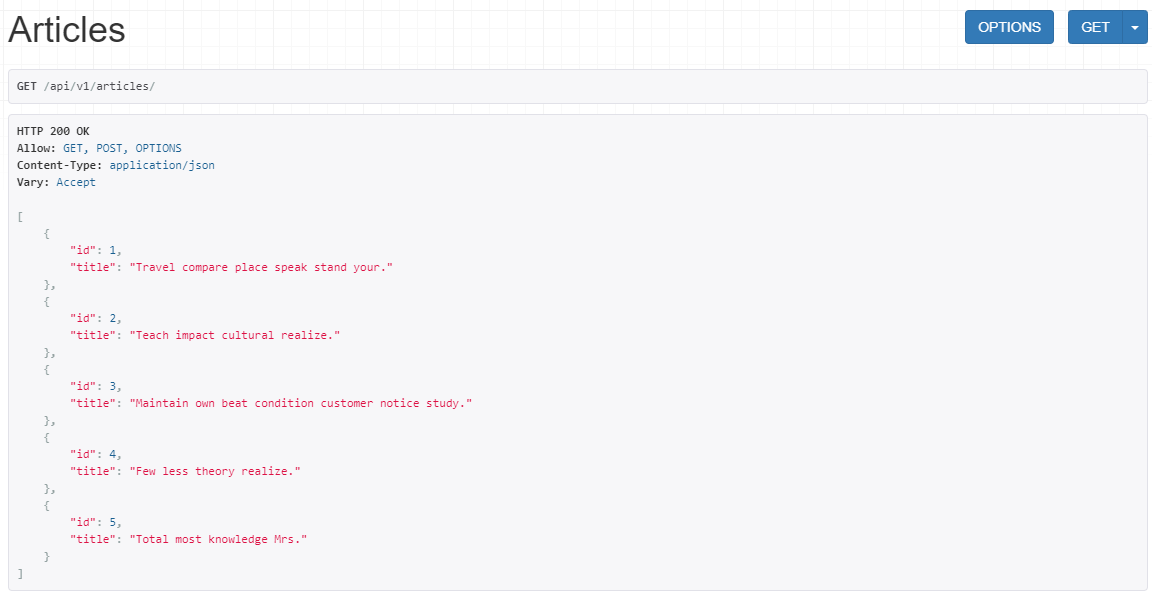 Articles
OPTIONS
GET
GET /api/v1/articles/
HTTP 200 OK
Allow: GET, POST, OPTIONS
Content-Type: application/json
Vary: Accept
[
    {
        "id": 1,
        "title": "Travel compare place speak stand your."
    },
    {
        "id": 2,
        "title": "Teach impact cultural realize."
    },
    {
        "id": 3,
        "title": "Maintain own beat condition customer notice study."
    },
    {
        "id": 4,
        "title": "Few less theory realize."
    },
    {
        "id": 5,
        "title": "Total most knowledge Mrs."
    }
]